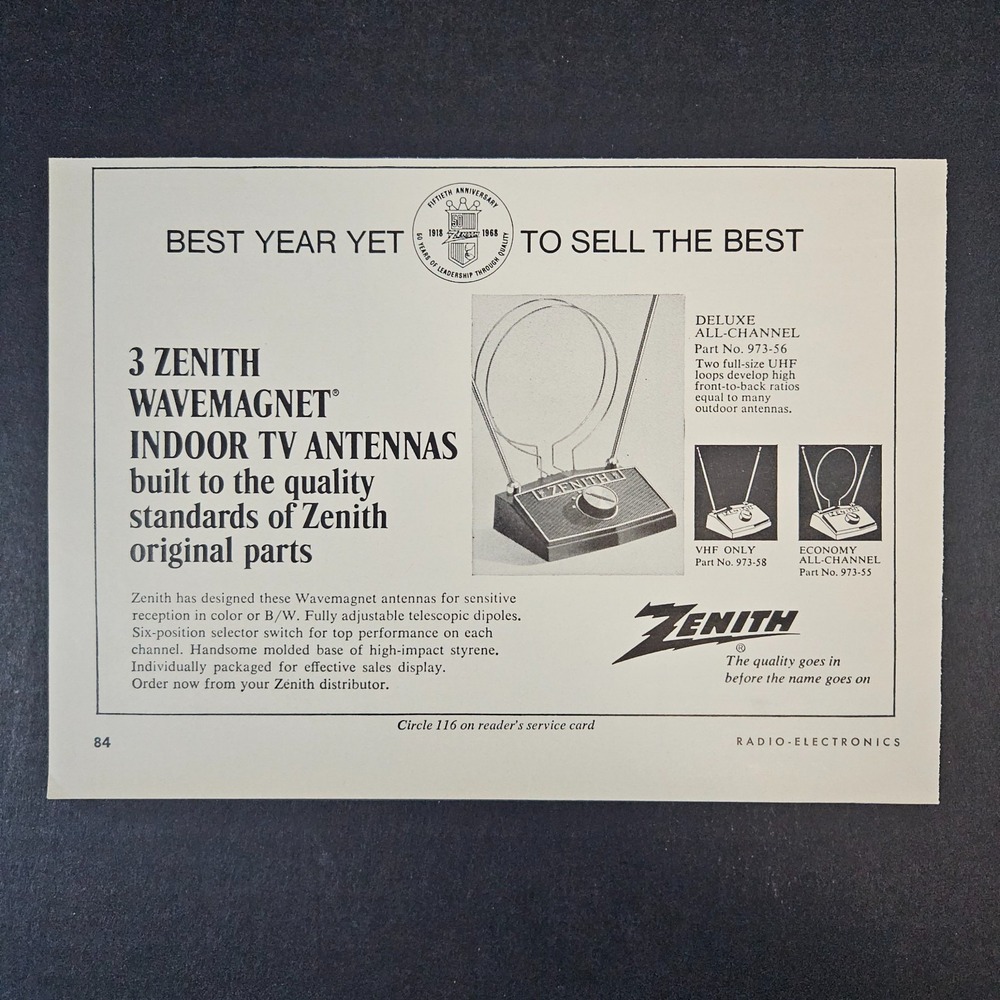 BEST YEAR YET
FIFTIETH ANNIVERSARY
50
1918 ZENITH 1968
50 YEARS OF LEADERSHIP THROUGH QUALITY
TO SELL THE BEST
3 ZENITH
WAVEMAGNET®
INDOOR TV ANTENNAS
built to the quality
standards of Zenith
original parts
ZENITH
DELUXE
ALL-CHANNEL
Part No. 973-56
Two full-size UHF
loops develop high
front-to-back ratios
equal to many
outdoor antennas.
ZENITH
VHF ONLY
Part No. 973-58
ZENITH
ECONOMY
ALL-CHANNEL
Part No. 973-55
Zenith has designed these Wavemagnet antennas for sensitive
reception in color or B/W. Fully adjustable telescopic dipoles.
Six-position selector switch for top performance on each
channel. Handsome molded base of high-impact styrene.
Individually packaged for effective sales display.
Order now from your Zenith distributor.
ZENITH
®
The quality goes in
before the name goes on
Circle 116 on reader's service card
84
RADIO-ELECTRONICS